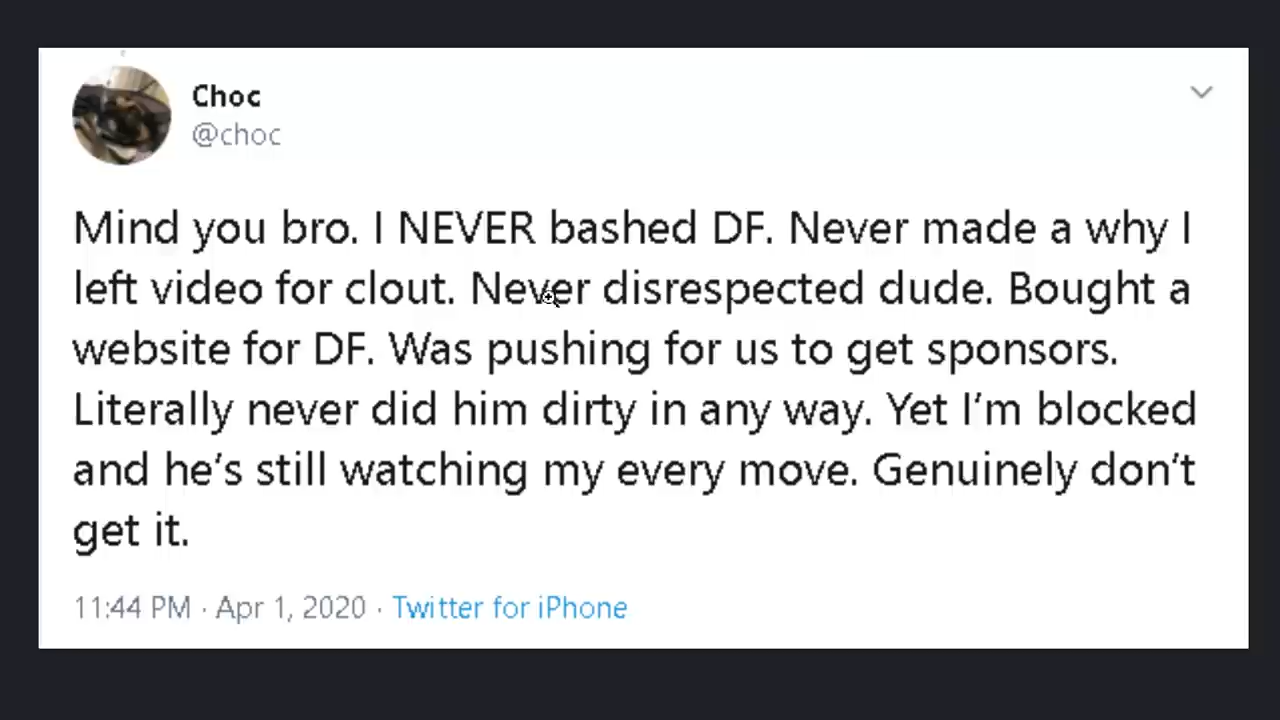 Choc
@choc
Mind you bro. I NEVER bashed DF. Never made a why I
left video for clout. Never disrespected dude. Bought a
website for DF. Was pushing for us to get sponsors.
Literally never did him dirty in any way. Yet I’m blocked
and he’s still watching my every move. Genuinely don’t
get it.
11:44 PM · Apr 1, 2020 · Twitter for iPhone